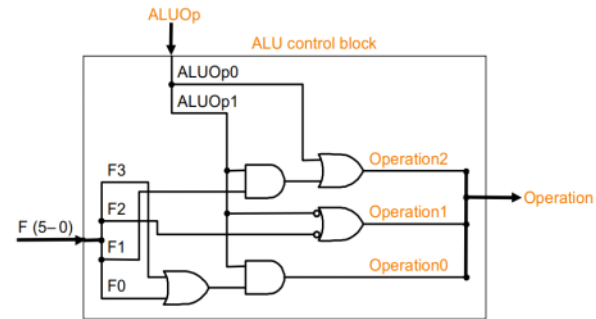 ALUOp
ALU control block
ALUOp0
ALUOp1
F3
Operation2
F2
Operation1
Operation
F (5–0)
F1
F0
Operation0